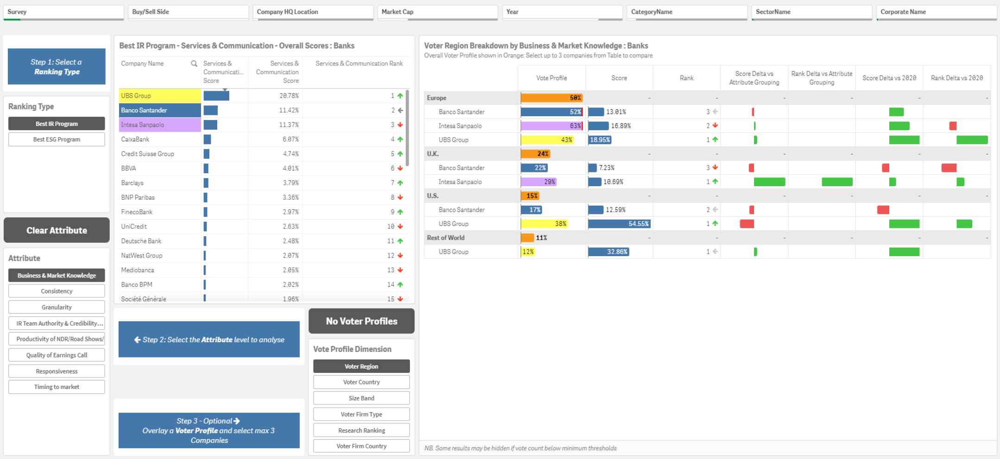 Survey
Buy/Sell Side
Company HQ Location
Market Cap
Year
CategoryName
SectorName
Corporate Name
Step 1: Select a
Ranking Type
Ranking Type
Best IR Program
Best ESG Program
Clear Attribute
Attribute
Business & Market Knowledge
Consistency
Granularity
IR Team Authority & Credibility...
Productivity of NDR/Road Shows/
Quality of Earnings Call
Responsiveness
Timing to market
Best IR Program - Services & Communication - Overall Scores : Banks
Company Name
Services &
Communicati...
Score
Services &
Communication
Score
Services & Communication Rank
UBS Group 20.78% 1
Banco Santander 11.42% 2
Intesa Sanpaolo 11.37% 3
CaixaBank 6.07% 4
Credit Suisse Group 4.74% 5
BBVA 4.01% 6
Barclays 3.79% 7
BNP Paribas 3.36% 8
FinecoBank 2.97% 9
UniCredit 2.63% 10
Deutsche Bank 2.48% 11
NatWest Group 2.07% 12
Mediobanca 2.05% 13
Banco BPM 2.02% 14
Société Générale 1.96% 15
Step 2: Select the Attribute level to analyse
Step 3 - Optional
Overlay a Voter Profile and select max 3
Companies
No Voter Profiles
Vote Profile Dimension
Voter Region
Voter Country
Size Band
Voter Firm Type
Research Ranking
Voter Firm Country
Voter Region Breakdown by Business & Market Knowledge : Banks
Overall Voter Profile shown in Orange: Select up to 3 companies from Table to compare
Vote Profile
Score
Rank
Score Delta vs
Attribute Grouping
Rank Delta vs Attribute
Grouping
Score Delta vs 2020
Rank Delta vs 2020
Europe 50% - - - - - -
Banco Santander 52% 13.01% 3
Intesa Sanpaolo 63% 16.89% 2
UBS Group 43% 18.95% 1
U.K. 24% - - - - - -
Banco Santander 22% 7.23% 3
Intesa Sanpaolo 29% 10.69% 1
U.S. 15% - - - - - -
Banco Santander 17% 12.59% 2
UBS Group 38% 54.55% 1
Rest of World 11% - - - - - -
UBS Group 12% 32.86% 1
NB. Some results may be hidden if vote count below minimum thresholds